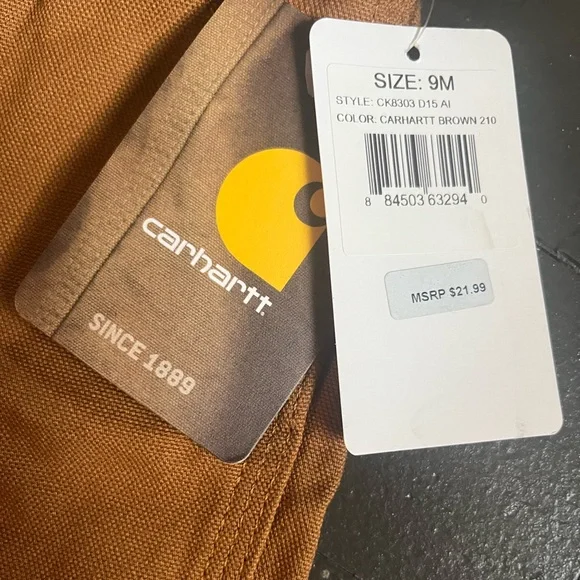 carhartt
SINCE 1889
SIZE: 9M
STYLE: CK8303 D15 AI
COLOR: CARHARTT BROWN 210
8 84503 63294 0
MSRP $21.99